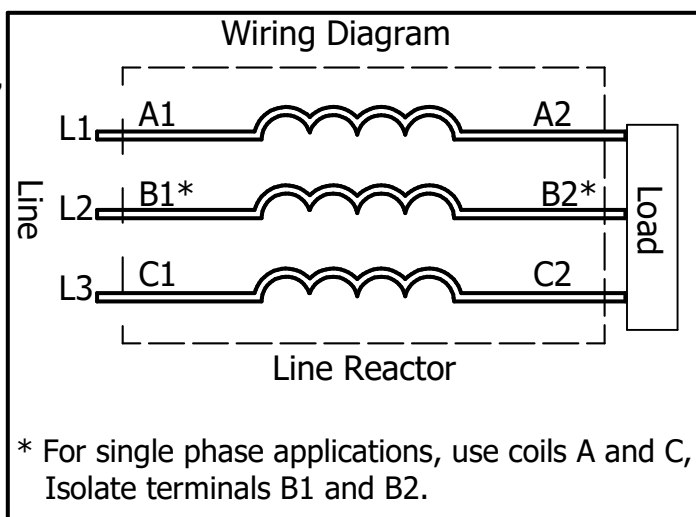 Wiring Diagram
L1 A1 A2
Line L2 B1* B2* Load
L3 C1 C2
Line Reactor
* For single phase applications, use coils A and C,
Isolate terminals B1 and B2.